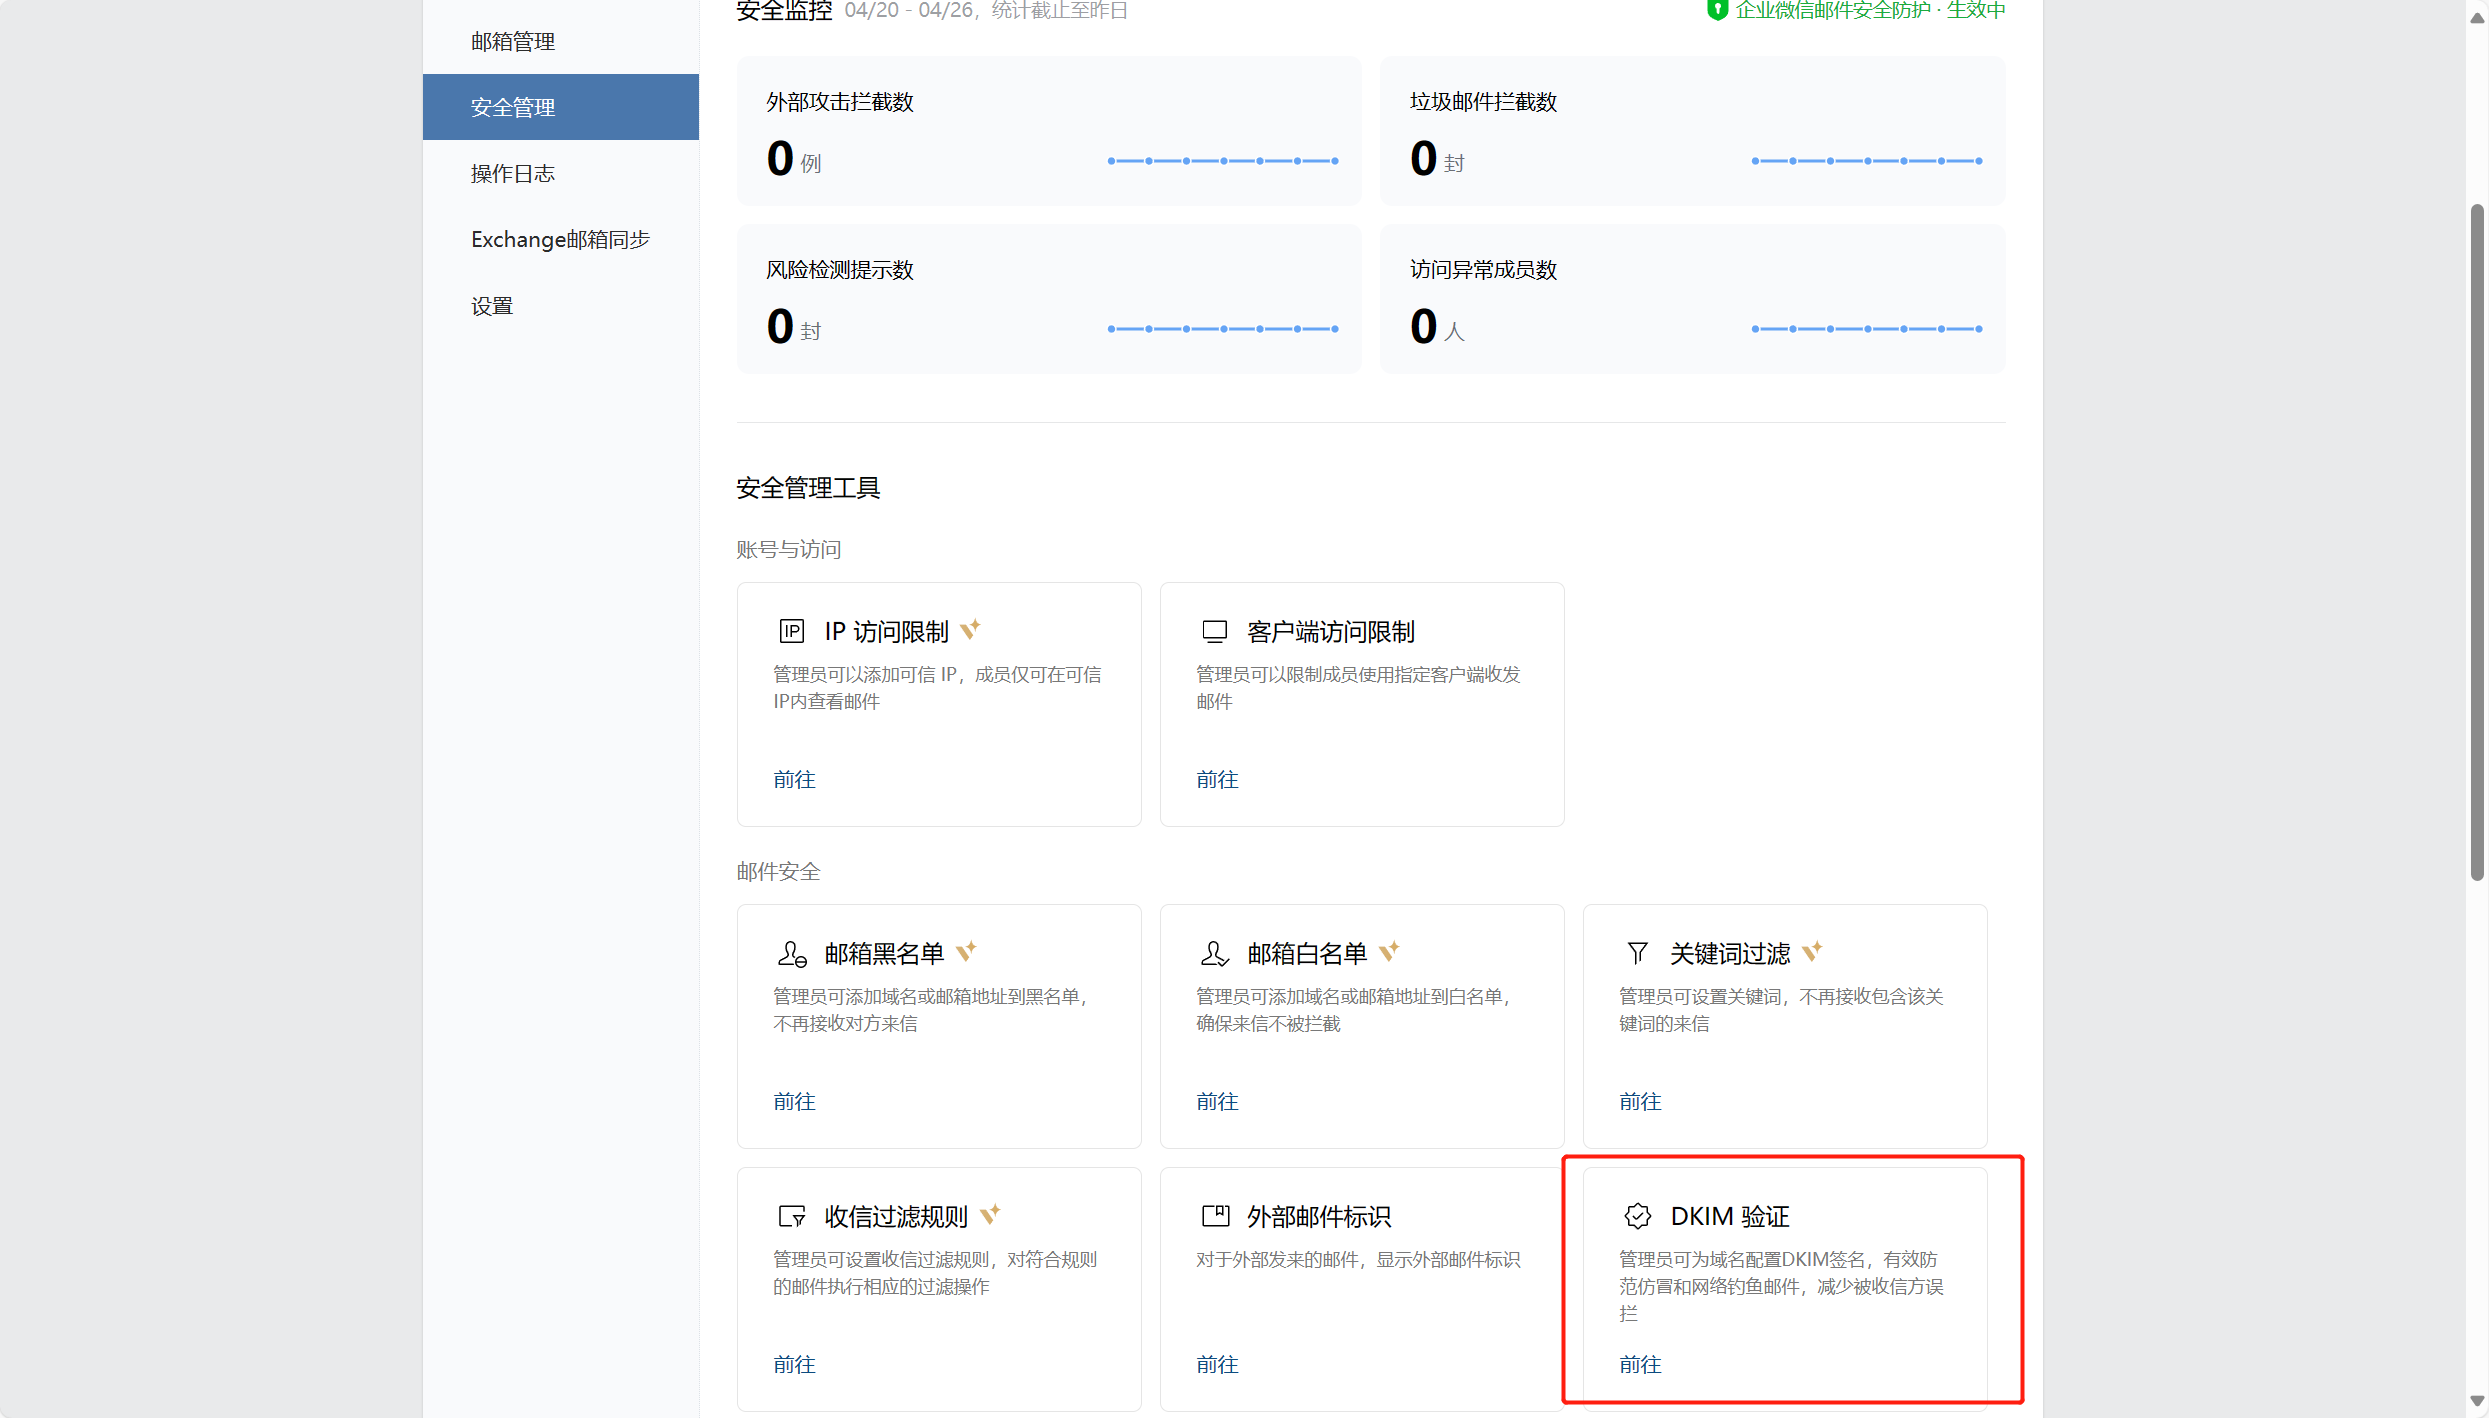 邮箱管理
安全管理
操作日志
Exchange邮箱同步
设置
安全监控 04/20 - 04/26，统计截止至昨日
企业微信邮件安全防护 · 生效中
外部攻击拦截数
0 例
垃圾邮件拦截数
0 封
风险检测提示数
0 封
访问异常成员数
0 人
安全管理工具
账号与访问
IP 访问限制
管理员可以添加可信 IP，成员仅可在可信
IP内查看邮件
前往
客户端访问限制
管理员可以限制成员使用指定客户端收发
邮件
前往
邮件安全
邮箱黑名单
管理员可添加域名或邮箱地址到黑名单，
不再接收对方来信
前往
邮箱白名单
管理员可添加域名或邮箱地址到白名单，
确保来信不被拦截
前往
关键词过滤
管理员可设置关键词，不再接收包含该关
键词的来信
前往
收信过滤规则
管理员可设置收信过滤规则，对符合规则
的邮件执行相应的过滤操作
前往
外部邮件标识
对于外部发来的邮件，显示外部邮件标识
前往
DKIM 验证
管理员可为域名配置DKIM签名，有效防
范仿冒和网络钓鱼邮件，减少被收信方误
拦
前往